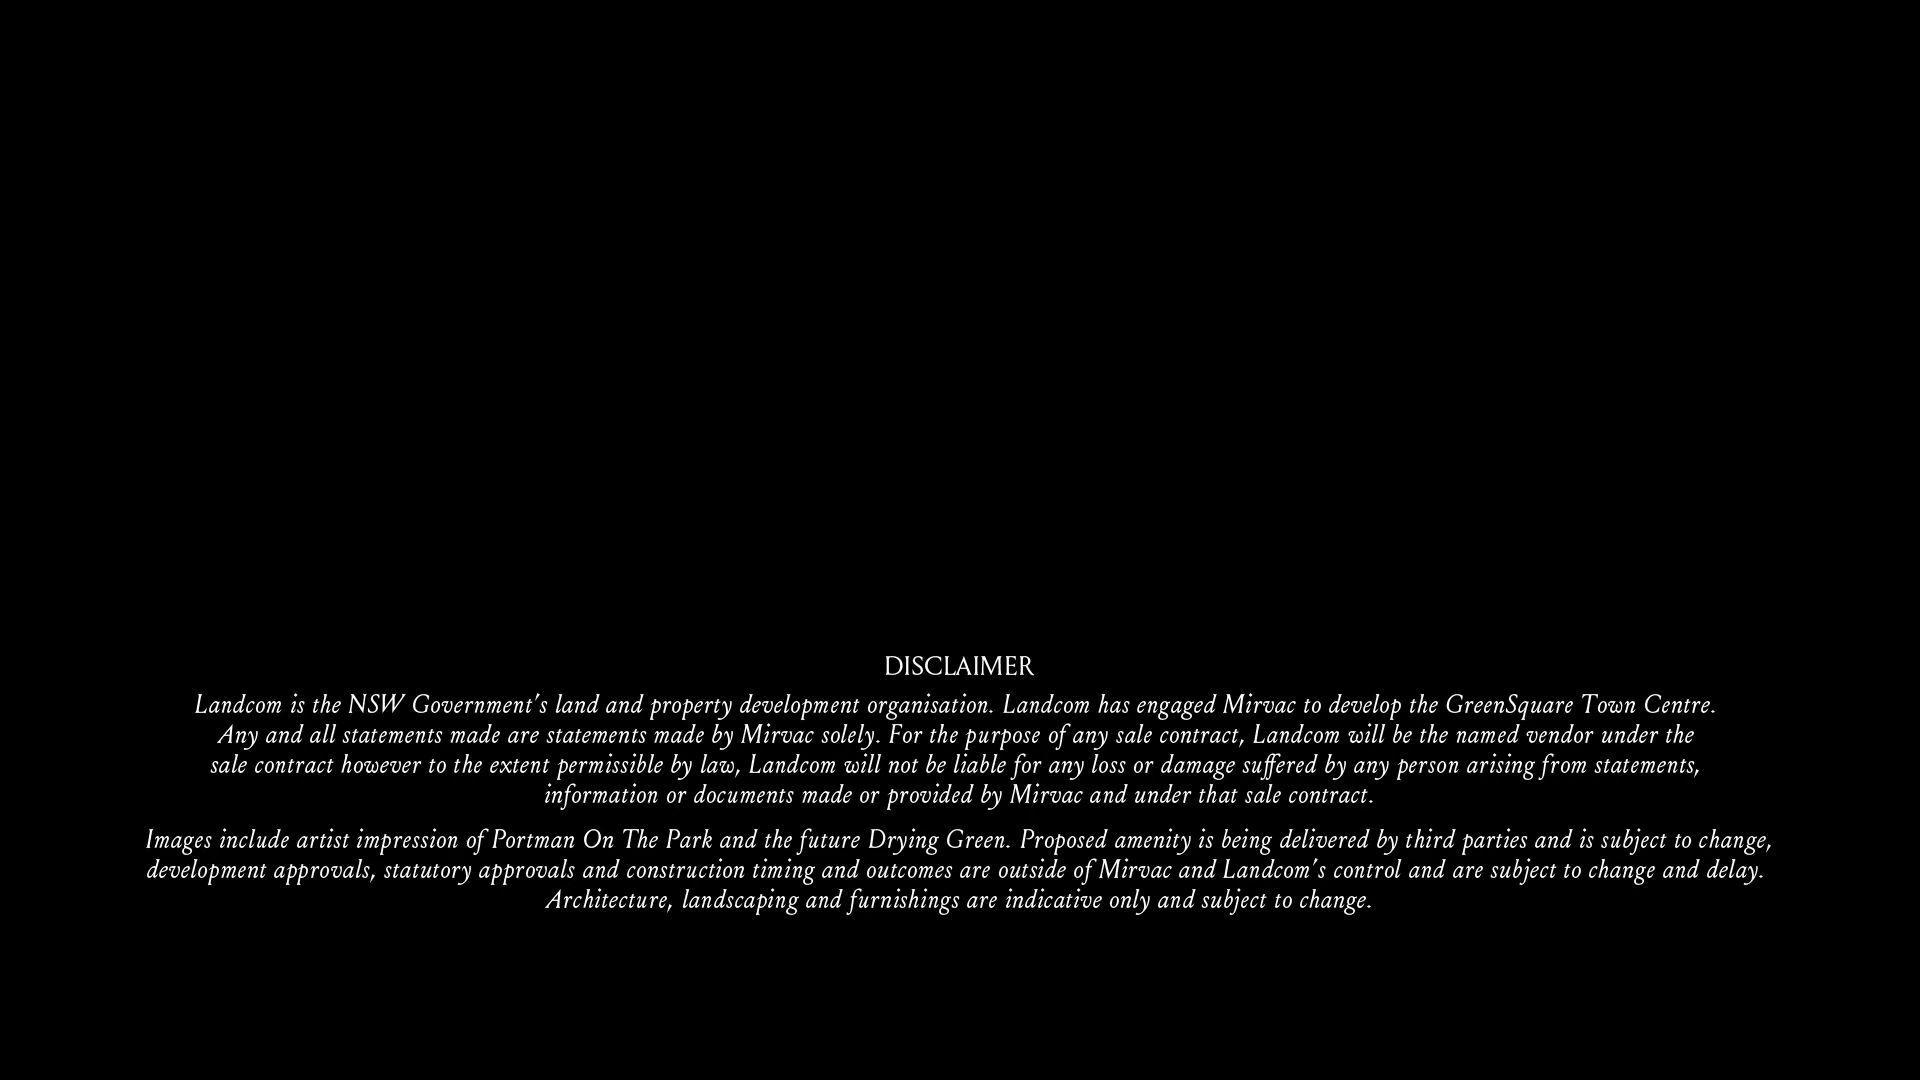 DISCLAIMER
Landcom is the NSW Government's land and property development organisation. Landcom has engaged Mirvac to develop the GreenSquare Town Centre.
Any and all statements made are statements made by Mirvac solely. For the purpose of any sale contract, Landcom will be the named vendor under the
sale contract however to the extent permissible by law, Landcom will not be liable for any loss or damage suffered by any person arising from statements,
information or documents made or provided by Mirvac and under that sale contract.
Images include artist impression of Portman On The Park and the future Drying Green. Proposed amenity is being delivered by third parties and is subject to change,
development approvals, statutory approvals and construction timing and outcomes are outside of Mirvac and Landcom's control and are subject to change and delay.
Architecture, landscaping and furnishings are indicative only and subject to change.